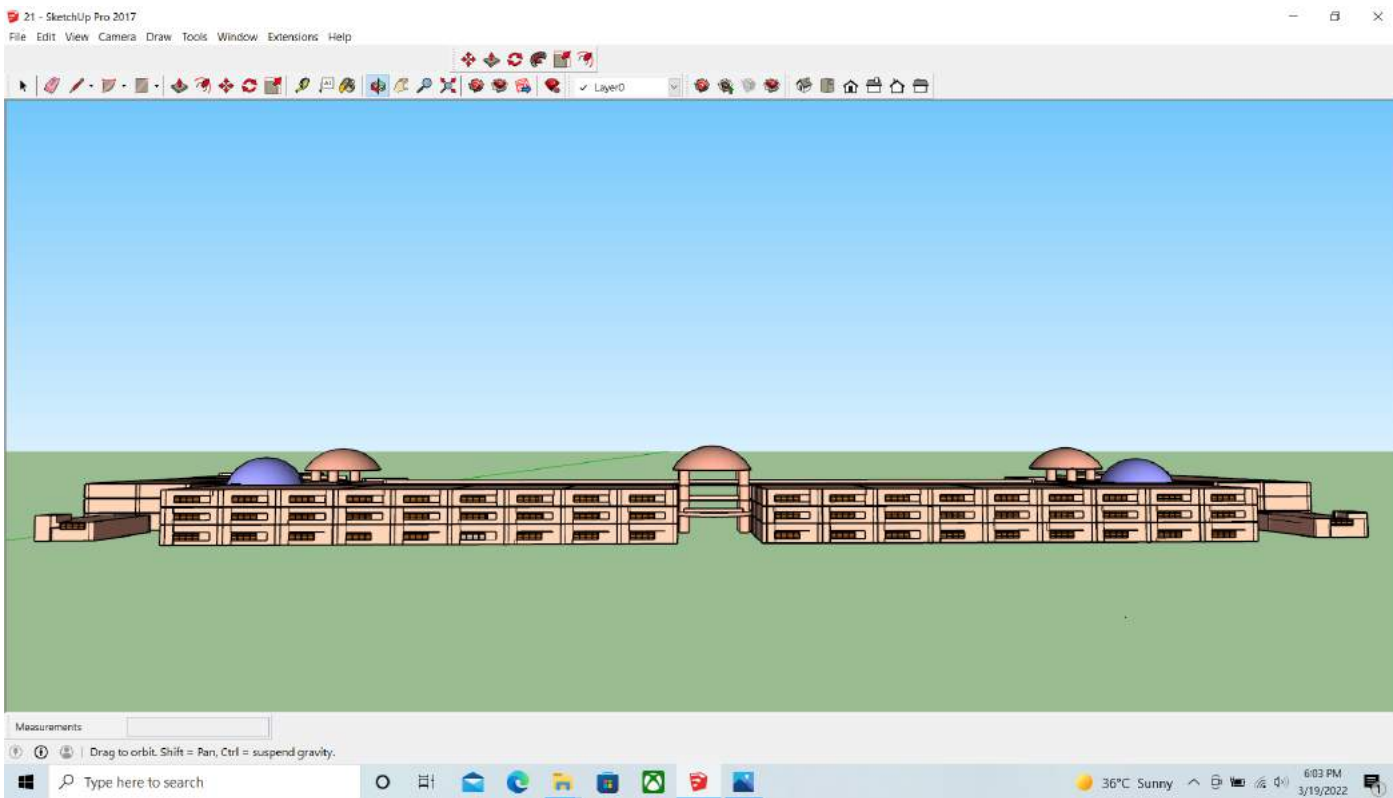 21 - SketchUp Pro 2017
File Edit View Camera Draw Tools Window Extensions Help
Layer0
Measurements
Drag to orbit. Shift = Pan, Ctrl = suspend gravity.
Type here to search
36°C Sunny
6:03 PM
3/19/2022
1